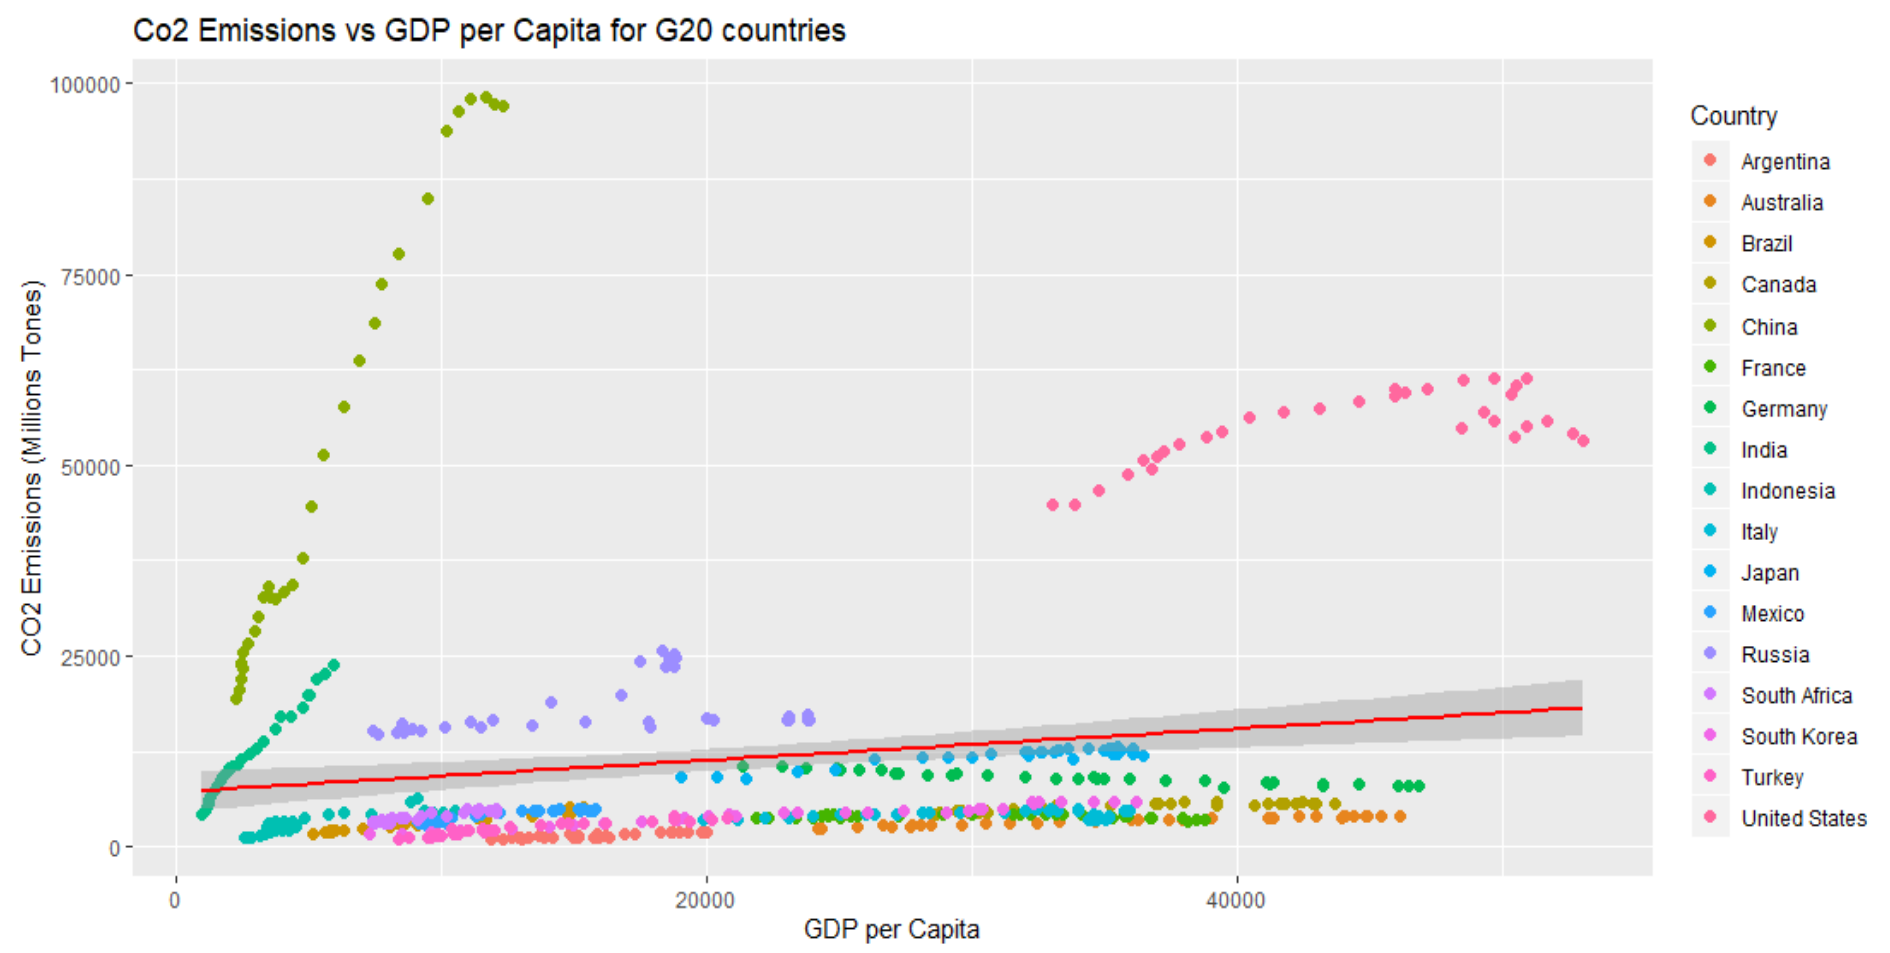 Co2 Emissions vs GDP per Capita for G20 countries
CO2 Emissions (Millions Tones)
100000
75000
50000
25000
0
0
20000
40000
GDP per Capita
Country
Argentina
Australia
Brazil
Canada
China
France
Germany
India
Indonesia
Italy
Japan
Mexico
Russia
South Africa
South Korea
Turkey
United States